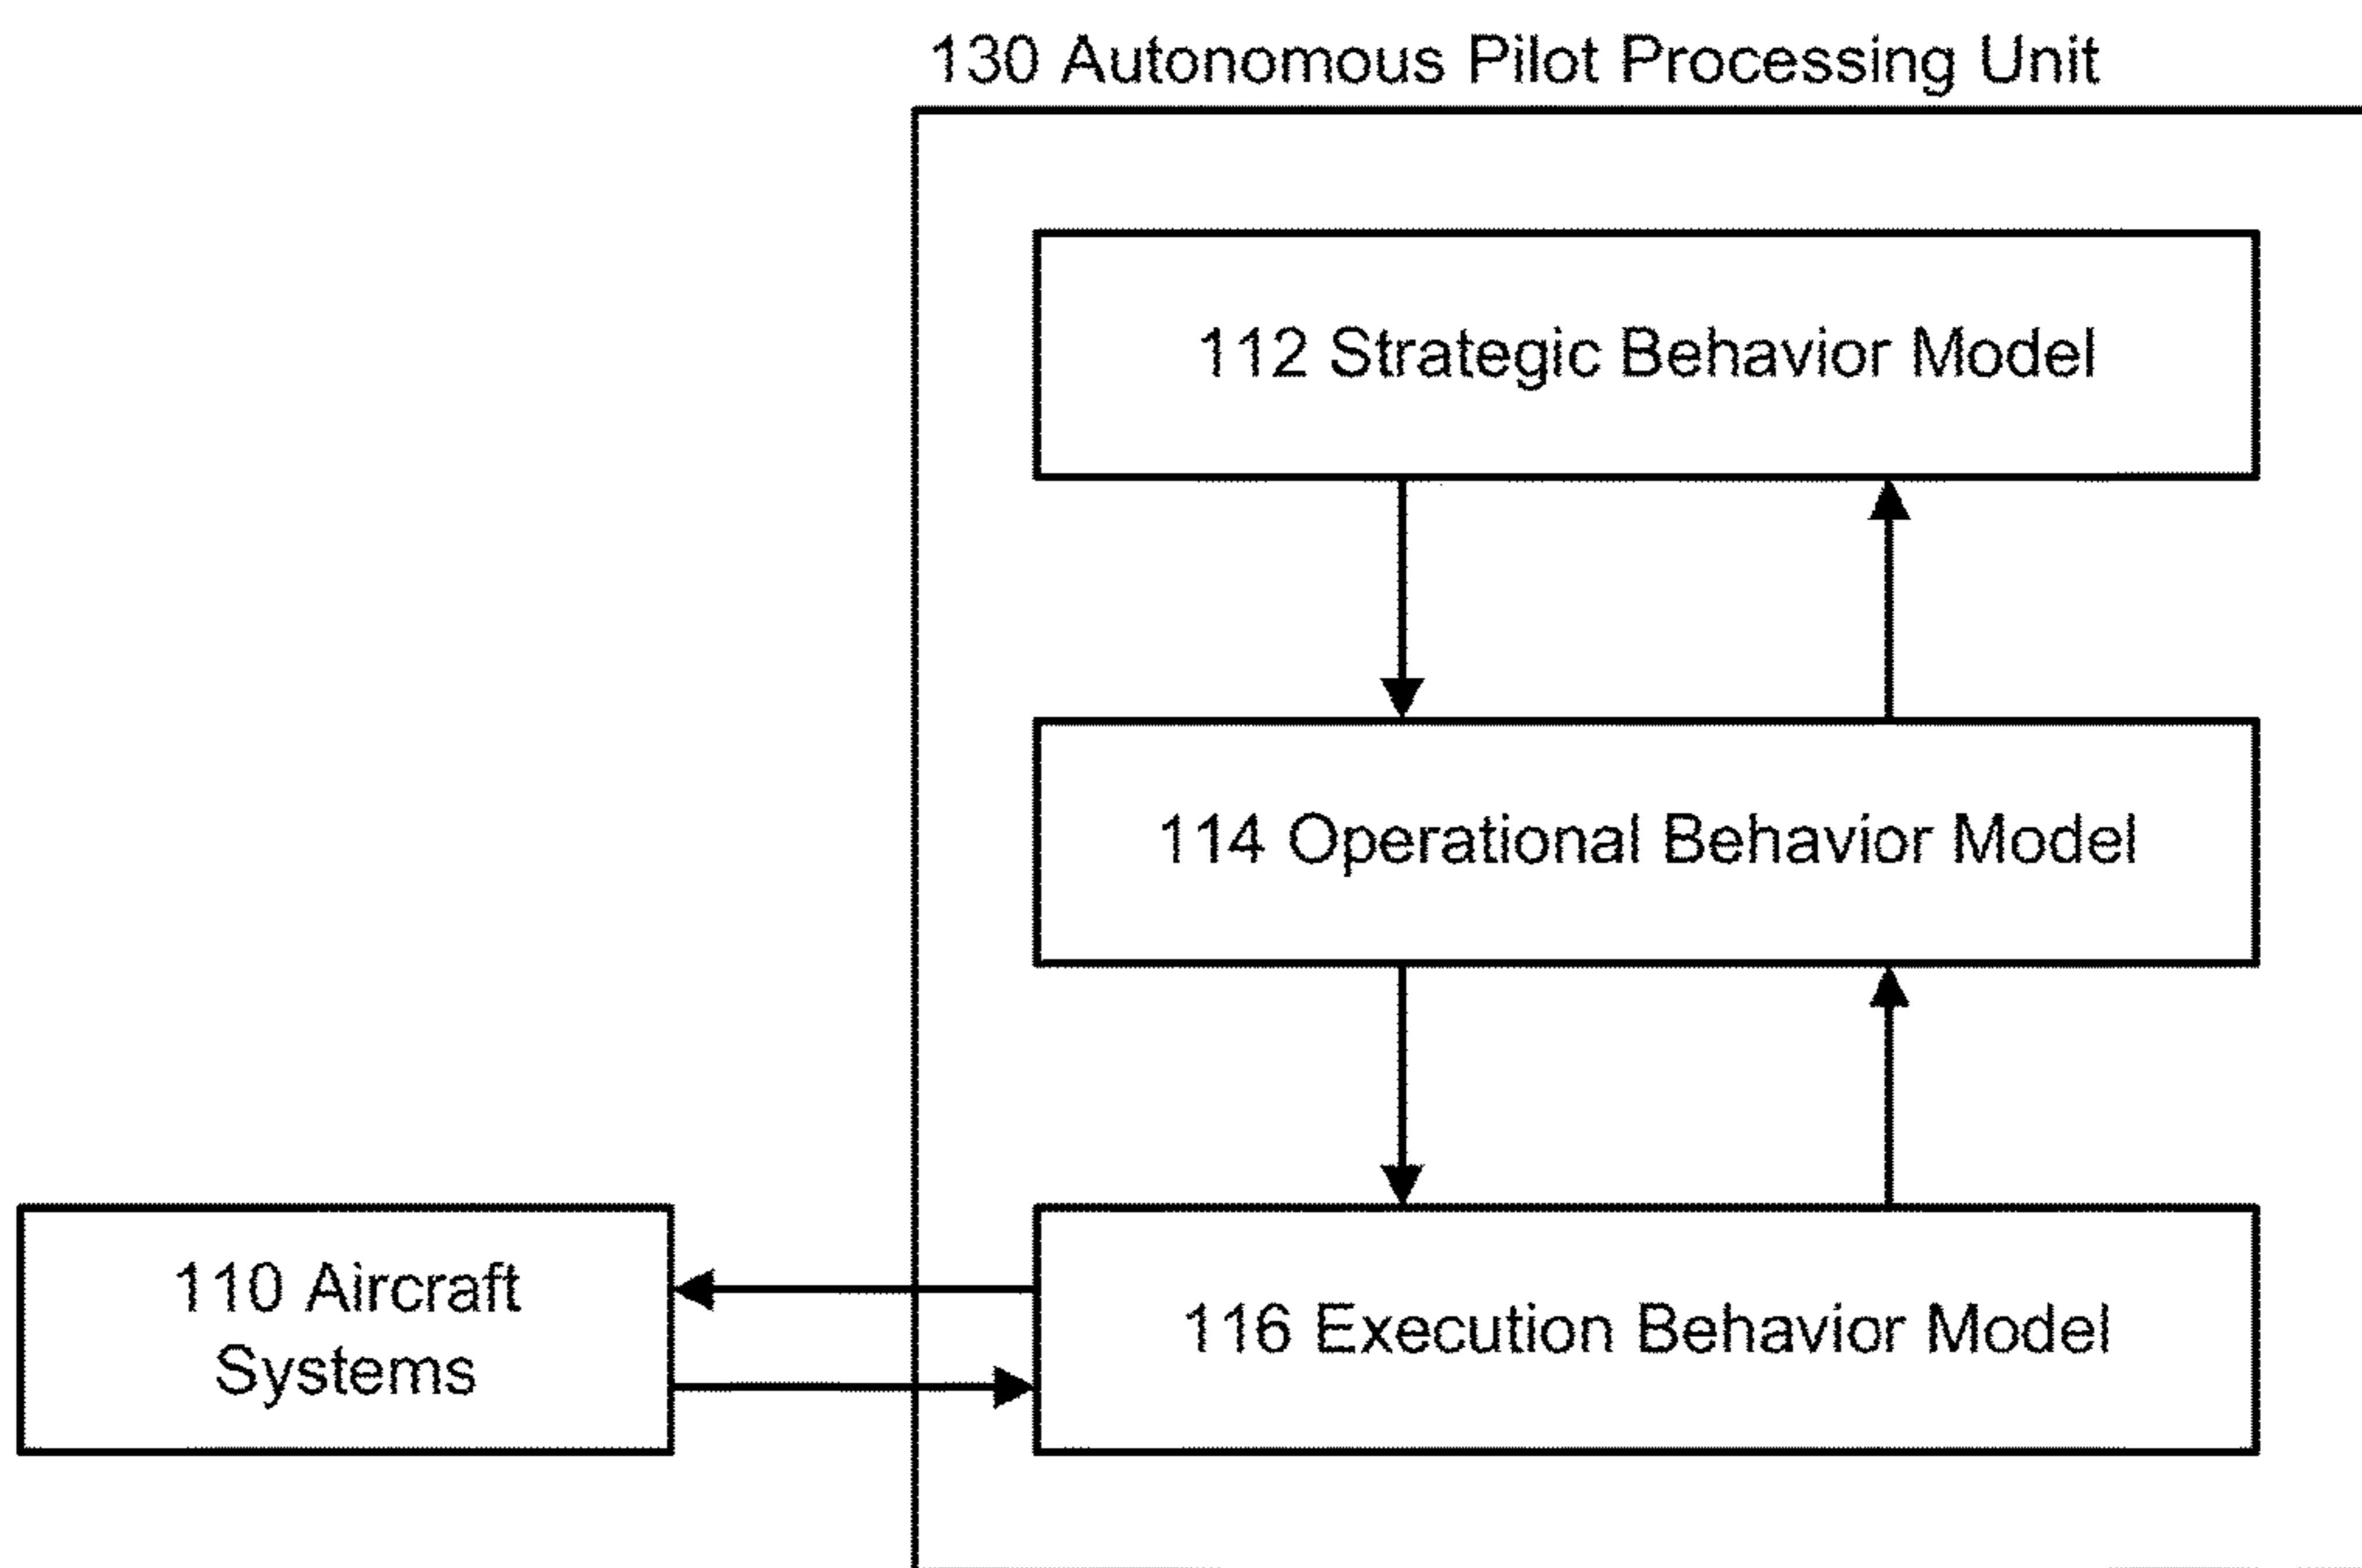 130 Autonomous Pilot Processing Unit
112 Strategic Behavior Model
114 Operational Behavior Model
110 Aircraft
Systems
116 Execution Behavior Model